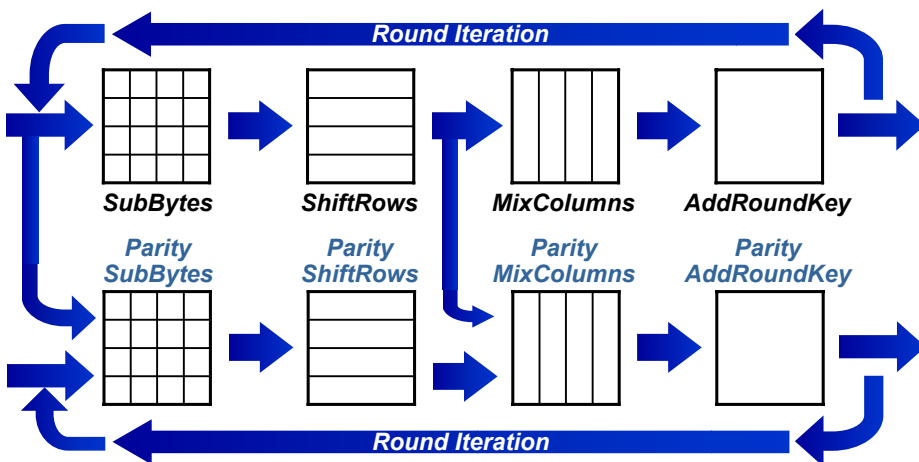 Round Iteration
SubBytes
ShiftRows
MixColumns
AddRoundKey
Parity
SubBytes
Parity
ShiftRows
Parity
MixColumns
Parity
AddRoundKey
Round Iteration